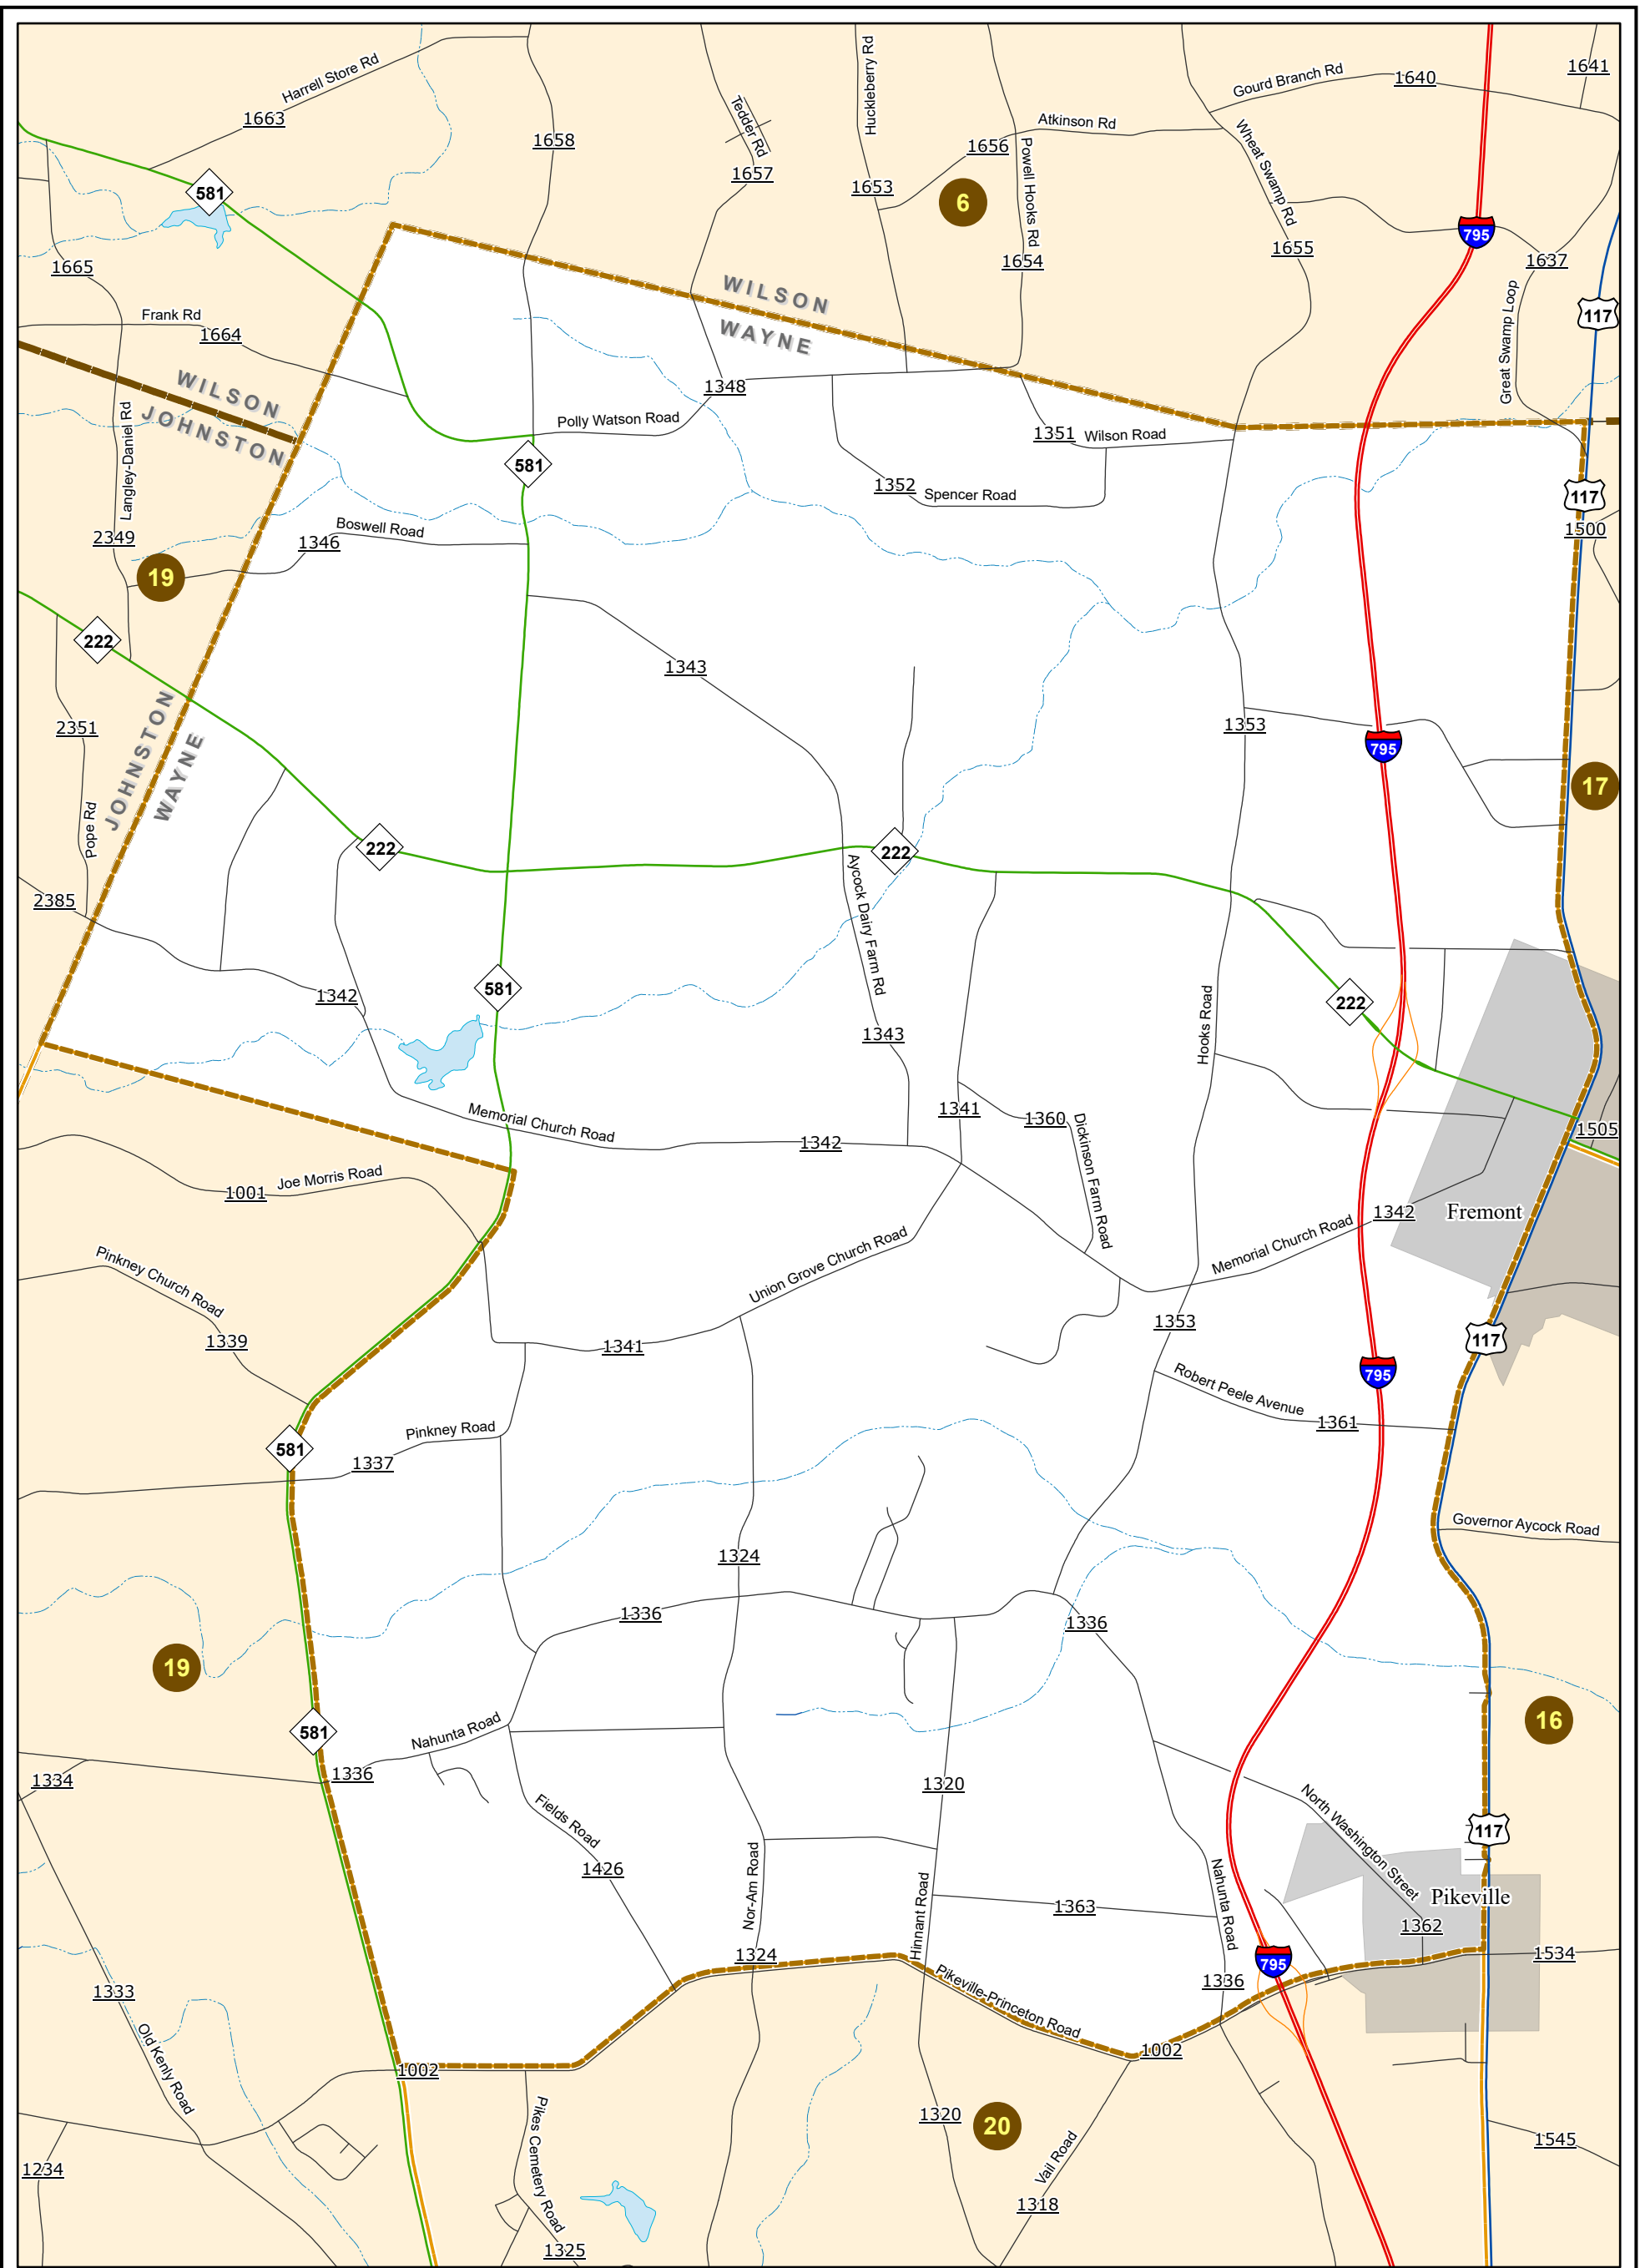 Harrell Store Rd
1663
581
1665
Frank Rd
1664
1658
Tedder Rd
1657
Huckleberry Rd
1653
1656
6
Atkinson Rd
Powell Hooks Rd
1654
Gourd Branch Rd
1640
1641
Wheat Swamp Rd
1655
795
1637
Great Swamp Loop
117
WILSON
WAYNE
WILSON
JOHNSTON
Langley-Daniel Rd
2349
19
1348
Polly Watson Road
581
1351
Wilson Road
1352
Spencer Road
117
1500
Boswell Road
1346
222
2351
JOHNSTON
WAYNE
Pope Rd
2385
1343
1353
795
17
222
222
Aycock Dairy Farm Rd
1342
581
1343
Hooks Road
222
1341
1360
Dickinson Farm Road
Memorial Church Road
1342
1505
Joe Morris Road
1001
Union Grove Church Road
Memorial Church Road
1342
Fremont
Pinkney Church Road
1339
1341
1353
117
795
Robert Peele Avenue
1361
581
Pinkney Road
1337
Governor Aycock Road
1324
1336
1336
19
581
Nahunta Road
1336
1334
16
1320
North Washington Street
117
Fields Road
1426
Nor-Am Road
Hinnant Road
1363
Nahunta Road
Pikeville
1362
1324
795
1534
1336
Pikeville-Princeton Road
1333
Old Kenly Road
1002
1002
Pikes Cemetery Road
1320
20
Vail Road
1545
1234
1318
1325